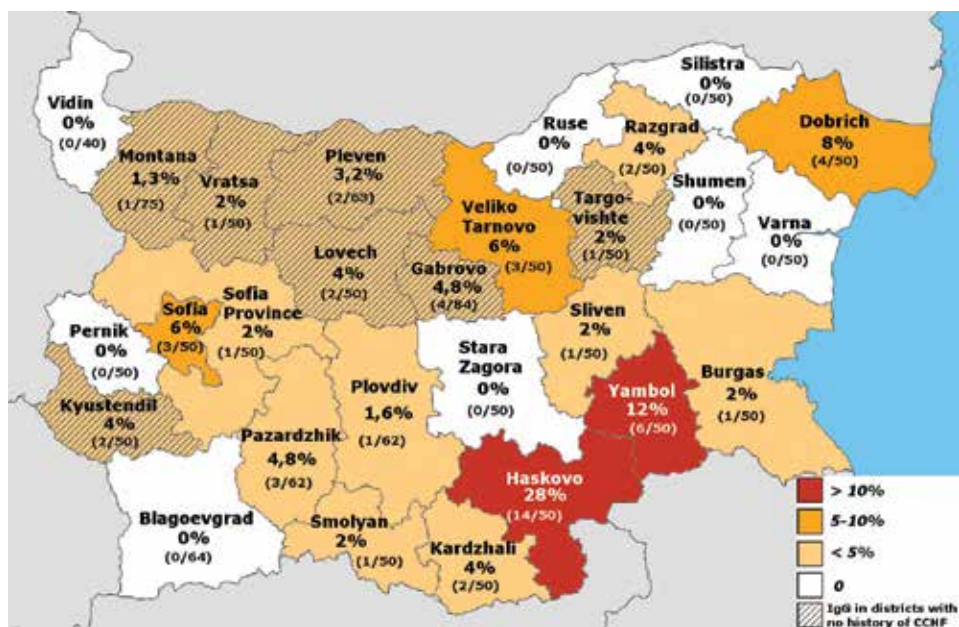 Vidin
0%
(0/40)
Montana
1,3%
(1/75)
Vratsa
2%
(1/50)
Pleven
3,2%
(2/63)
Lovech
4%
(2/50)
Gabrovo
4,8%
(4/84)
Veliko
Tarnovo
6%
(3/50)
Ruse
0%
(0/50)
Silistra
0%
(0/50)
Razgrad
4%
(2/50)
Targo-
vishte
2%
(1/50)
Shumen
0%
(0/50)
Dobrich
8%
(4/50)
Varna
0%
(0/50)
Sofia
6%
(3/50)
Sofia
Province
2%
(1/50)
Pernik
0%
(0/50)
Kyustendil
4%
(2/50)
Blagoevgrad
0%
(0/64)
Pazardzhik
4,8%
(3/62)
Plovdiv
1,6%
(1/62)
Smolyan
2%
(1/50)
Stara
Zagora
0%
(0/50)
Sliven
2%
(1/50)
Yambol
12%
(6/50)
Burgas
2%
(1/50)
Haskovo
28%
(14/50)
Kardzhali
4%
(2/50)
> 10%
5-10%
< 5%
0
IgG in districts with
no history of CCHF